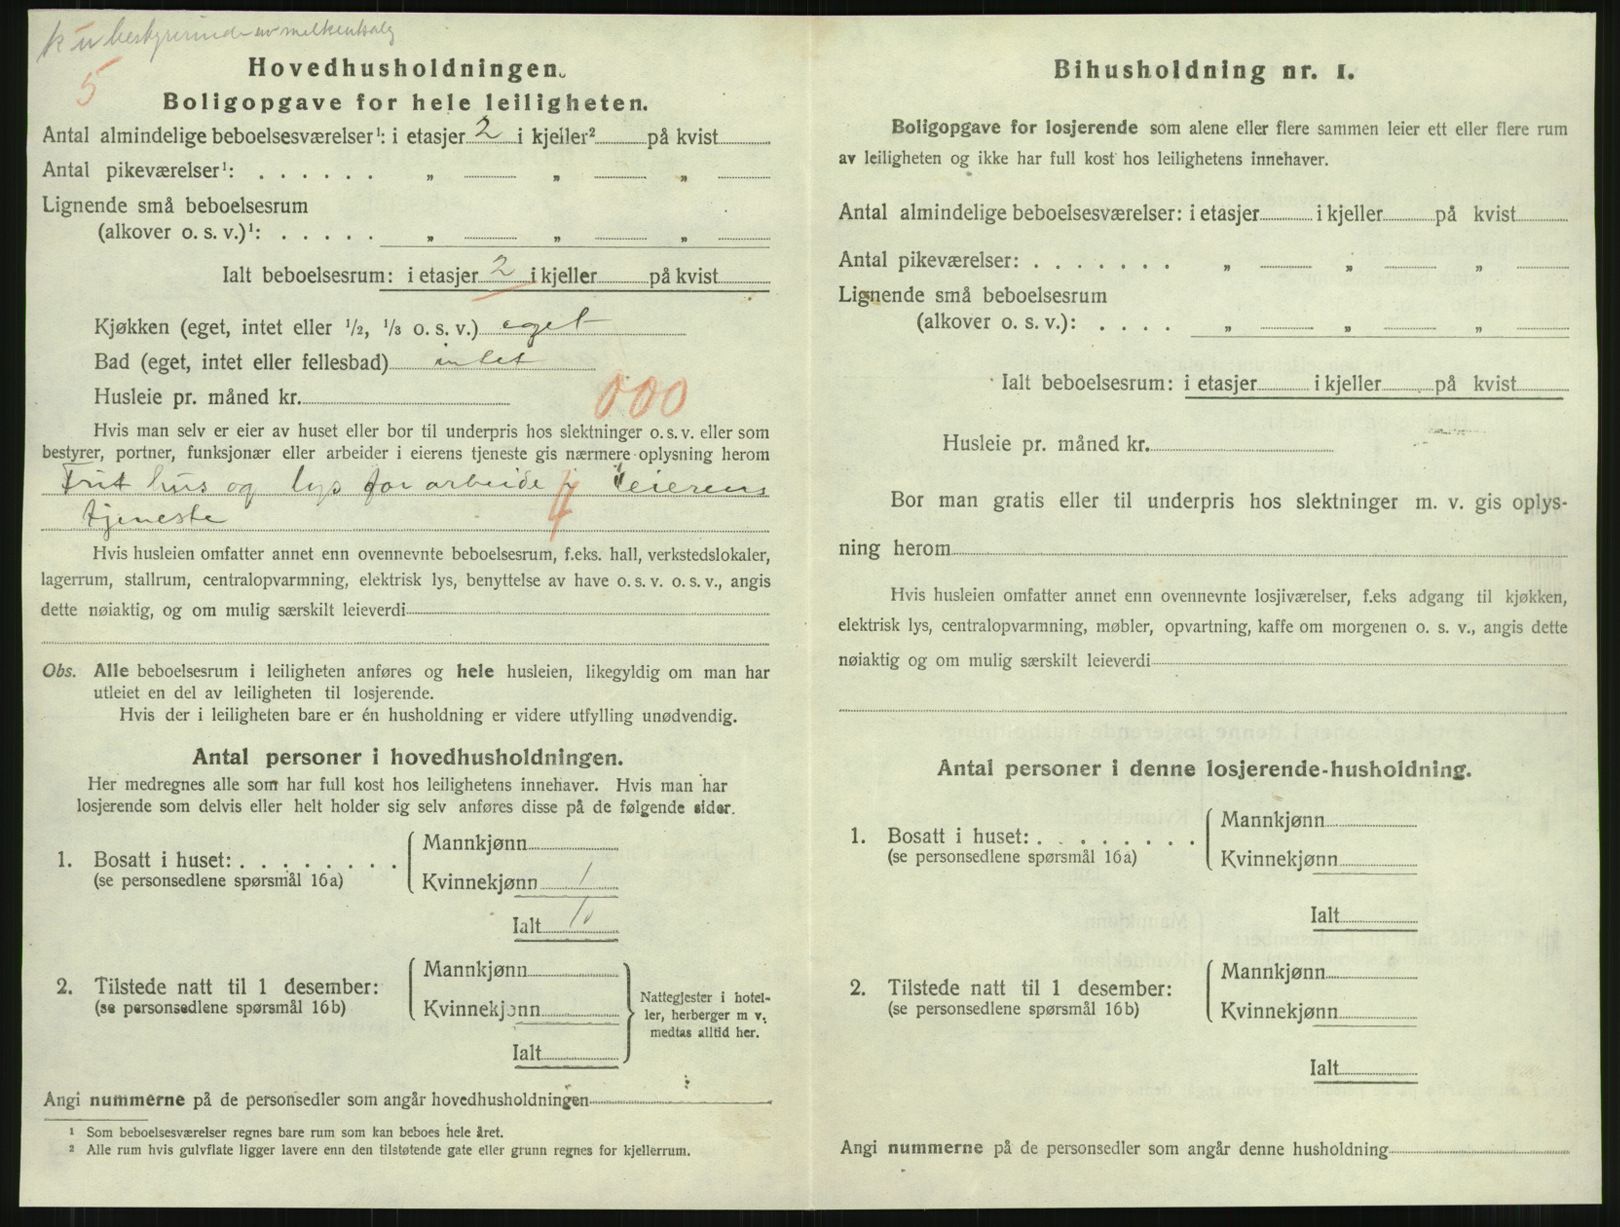 k u bestyrerinde av melkeutsalg
5
Hovedhusholdningen.
Boligopgave for hele leiligheten.
Antal almindelige beboelsesværelser¹: i etasjer 2 i kjeller² på kvist
Antal pikeværelser¹: . . . . . . „ „ „
Lignende små beboelsesrum
(alkover o. s. v.)¹: . . . . . „ „ „
Ialt beboelsesrum: i etasjer 2 i kjeller på kvist
Kjøkken (eget, intet eller ½, ⅓ o. s. v.) eget
Bad (eget, intet eller fellesbad) intet
Husleie pr. måned kr. 000
Hvis man selv er eier av huset eller bor til underpris hos slektninger o. s. v. eller som
bestyrer, portner, funksjonær eller arbeider i eierens tjeneste gis nærmere oplysning herom
Frit hus og lys for arbeide i eierens
tjeneste
Hvis husleien omfatter annet enn ovennevnte beboelsesrum, f.eks. hall, verkstedslokaler,
lagerrum, stallrum, centralopvarmning, elektrisk lys, benyttelse av have o. s. v. o. s. v., angis
dette nøiaktig, og om mulig særskilt leieverdi
Obs. Alle beboelsesrum i leiligheten anføres og hele husleien, likegyldig om man har
utleiet en del av leiligheten til losjerende.
Hvis der i leiligheten bare er én husholdning er videre utfylling unødvendig.
Antal personer i hovedhusholdningen.
Her medregnes alle som har full kost hos leilighetens innehaver. Hvis man har
losjerende som delvis eller helt holder sig selv anføres disse på de følgende sider.
1. Bosatt i huset: . . . . . . . .
(se personsedlene spørsmål 16a)
Mannkjønn
Kvinnekjønn 1
Ialt 1
2. Tilstede natt til 1 desember:
(se personsedlene spørsmål 16b)
Mannkjønn
Kvinnekjønn
Ialt
Nattegjester i hotel-
ler, herberger m v.
medtas alltid her.
Angi nummerne på de personsedler som angår hovedhusholdningen
¹ Som beboelsesværelser regnes bare rum som kan beboes hele året.
² Alle rum hvis gulvflate ligger lavere enn den tilstøtende gate eller grunn regnes for kjellerrum.
Bihusholdning nr. 1.
Boligopgave for losjerende som alene eller flere sammen leier ett eller flere rum
av leiligheten og ikke har full kost hos leilighetens innehaver.
Antal almindelige beboelsesværelser: i etasjer i kjeller på kvist
Antal pikeværelser: . . . . . . . „ „ „
Lignende små beboelsesrum
(alkover o. s. v.): . . . . „ „ „
Ialt beboelsesrum: i etasjer i kjeller på kvist
Husleie pr. måned kr.
Bor man gratis eller til underpris hos slektninger m. v. gis oplys-
ning herom
Hvis husleien omfatter annet enn ovennevnte losjiværelser, f.eks adgang til kjøkken,
elektrisk lys, centralopvarmning, møbler, opvartning, kaffe om morgenen o. s. v., angis dette
nøiaktig og om mulig særskilt leieverdi
Antal personer i denne losjerende-husholdning.
1. Bosatt i huset: . . . . . . . .
(se personsedlene spørsmål 16a)
Mannkjønn
Kvinnekjønn
Ialt
2. Tilstede natt til 1 desember:
(se personsedlene spørsmål 16b)
Mannkjønn
Kvinnekjønn
Ialt
Angi nummerne på de personsedler som angår denne husholdning